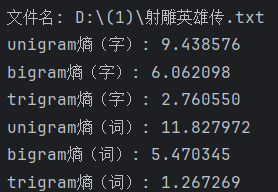 文件名: D:\(1)\射雕英雄传.txt
unigram熵（字）: 9.438576
bigram熵（字）: 6.062098
trigram熵（字）: 2.760550
unigram熵（词）: 11.827972
bigram熵（词）: 5.470345
trigram熵（词）: 1.267269